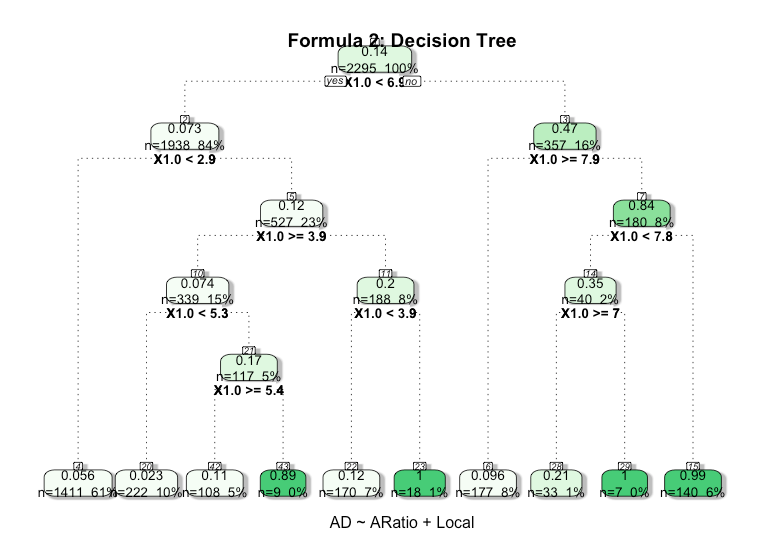 Formula 2: Decision Tree
0.14
n=2295 100%
yes X1.0 < 6.9 no
2
0.073
n=1938 84%
X1.0 < 2.9
3
0.47
n=357 16%
X1.0 >= 7.9
5
0.12
n=527 23%
X1.0 >= 3.9
7
0.84
n=180 8%
X1.0 < 7.8
10
0.074
n=339 15%
X1.0 < 5.3
11
0.2
n=188 8%
X1.0 < 3.9
14
0.35
n=40 2%
X1.0 >= 7
21
0.17
n=117 5%
X1.0 >= 5.4
4
0.056
n=1411 61%
20
0.023
n=222 10%
42
0.11
n=108 5%
43
0.89
n=9 0%
22
0.12
n=170 7%
23
1
n=18 1%
6
0.096
n=177 8%
28
0.21
n=33 1%
29
1
n=7 0%
15
0.99
n=140 6%
AD ~ ARatio + Local